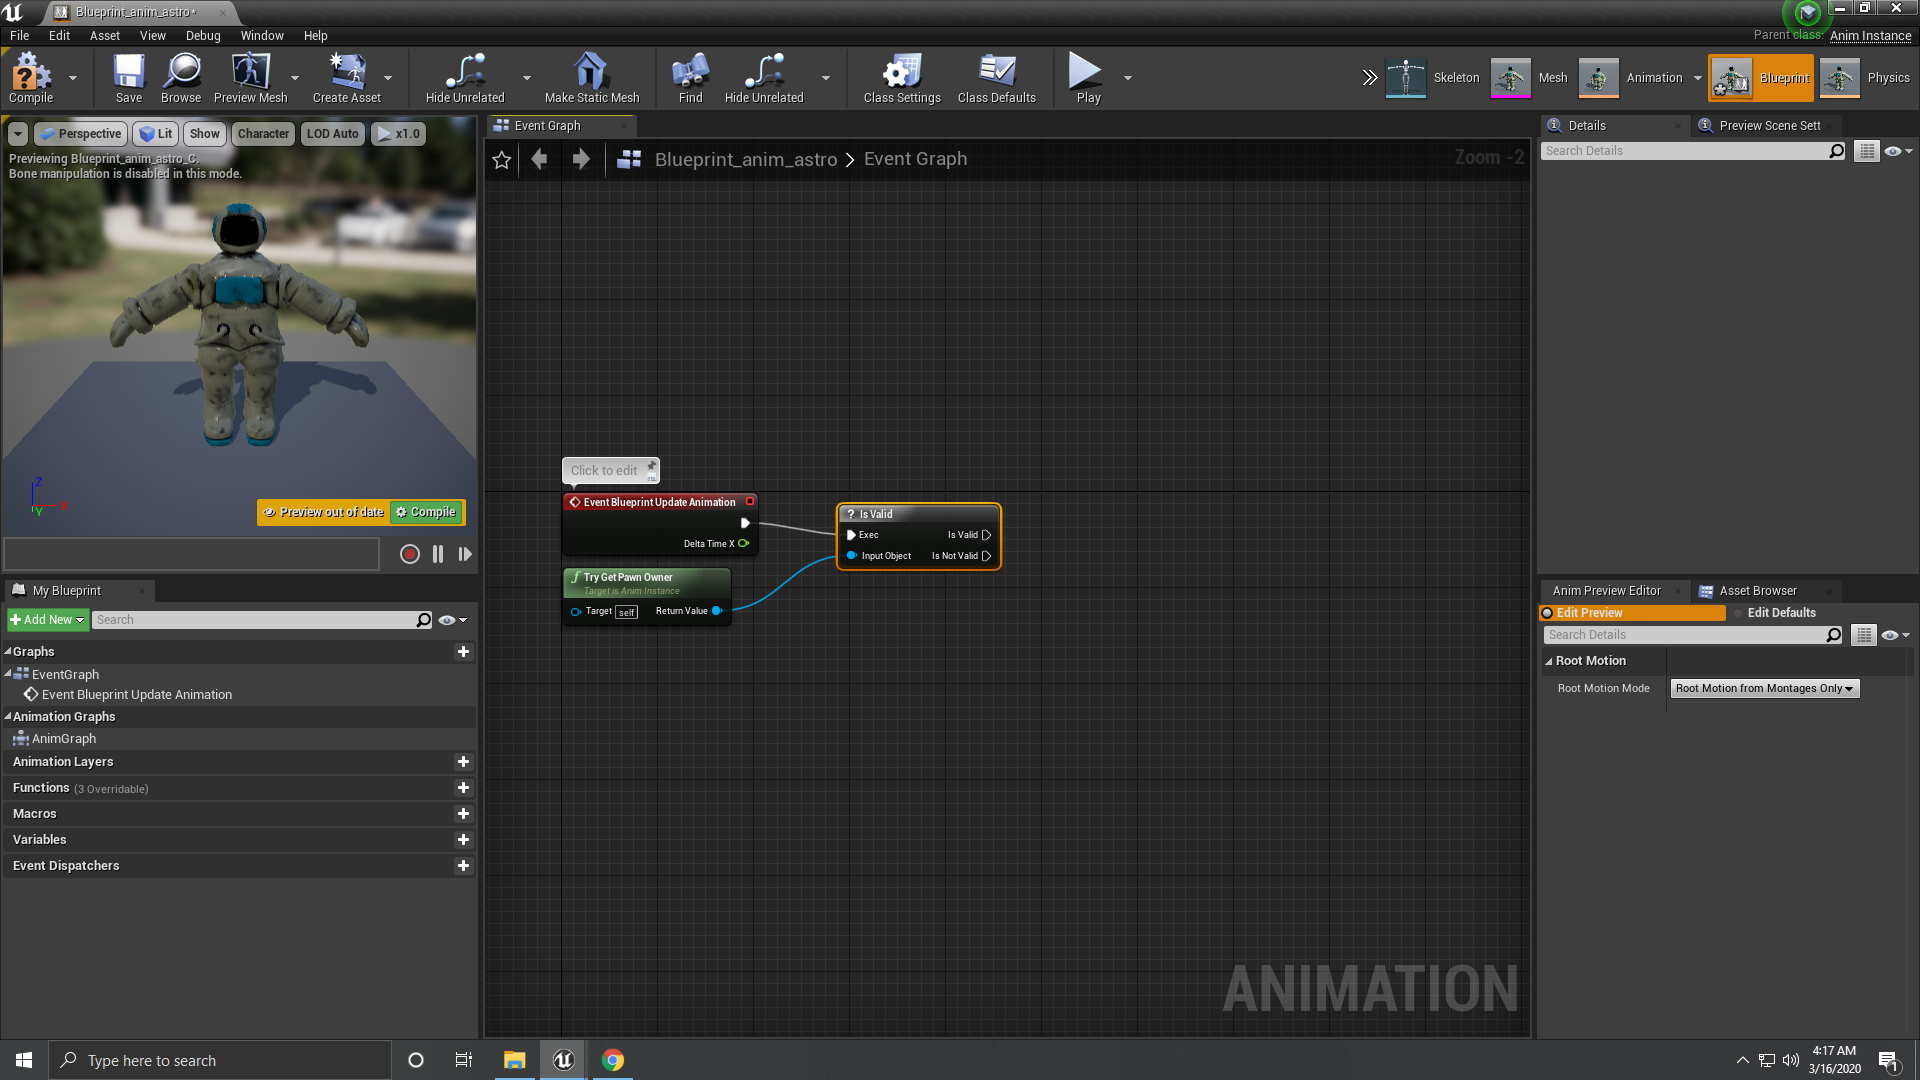 Blueprint_anim_astro*
File Edit Asset View Debug Window Help
Parent class: Anim Instance
Compile
Save
Browse
Preview Mesh
Create Asset
Hide Unrelated
Make Static Mesh
Find
Hide Unrelated
Class Settings
Class Defaults
Play
Skeleton
Mesh
Animation
Blueprint
Physics
Perspective
Lit
Show
Character
LOD Auto
x1.0
Previewing Blueprint_anim_astro_C.
Bone manipulation is disabled in this mode.
Z
X
Y
Preview out of date
Compile
My Blueprint
Add New
Search
Graphs
EventGraph
Event Blueprint Update Animation
Animation Graphs
AnimGraph
Animation Layers
Functions (3 Overridable)
Macros
Variables
Event Dispatchers
Event Graph
Blueprint_anim_astro > Event Graph
Zoom -2
Click to edit
Event Blueprint Update Animation
Delta Time X
Try Get Pawn Owner
Target is Anim Instance
Target self Return Value
? Is Valid
Exec Is Valid
Input Object Is Not Valid
ANIMATION
Details
Preview Scene Sett
Search Details
Anim Preview Editor
Asset Browser
Edit Preview
Edit Defaults
Search Details
Root Motion
Root Motion Mode Root Motion from Montages Only
Type here to search
4:17 AM
3/16/2020
1